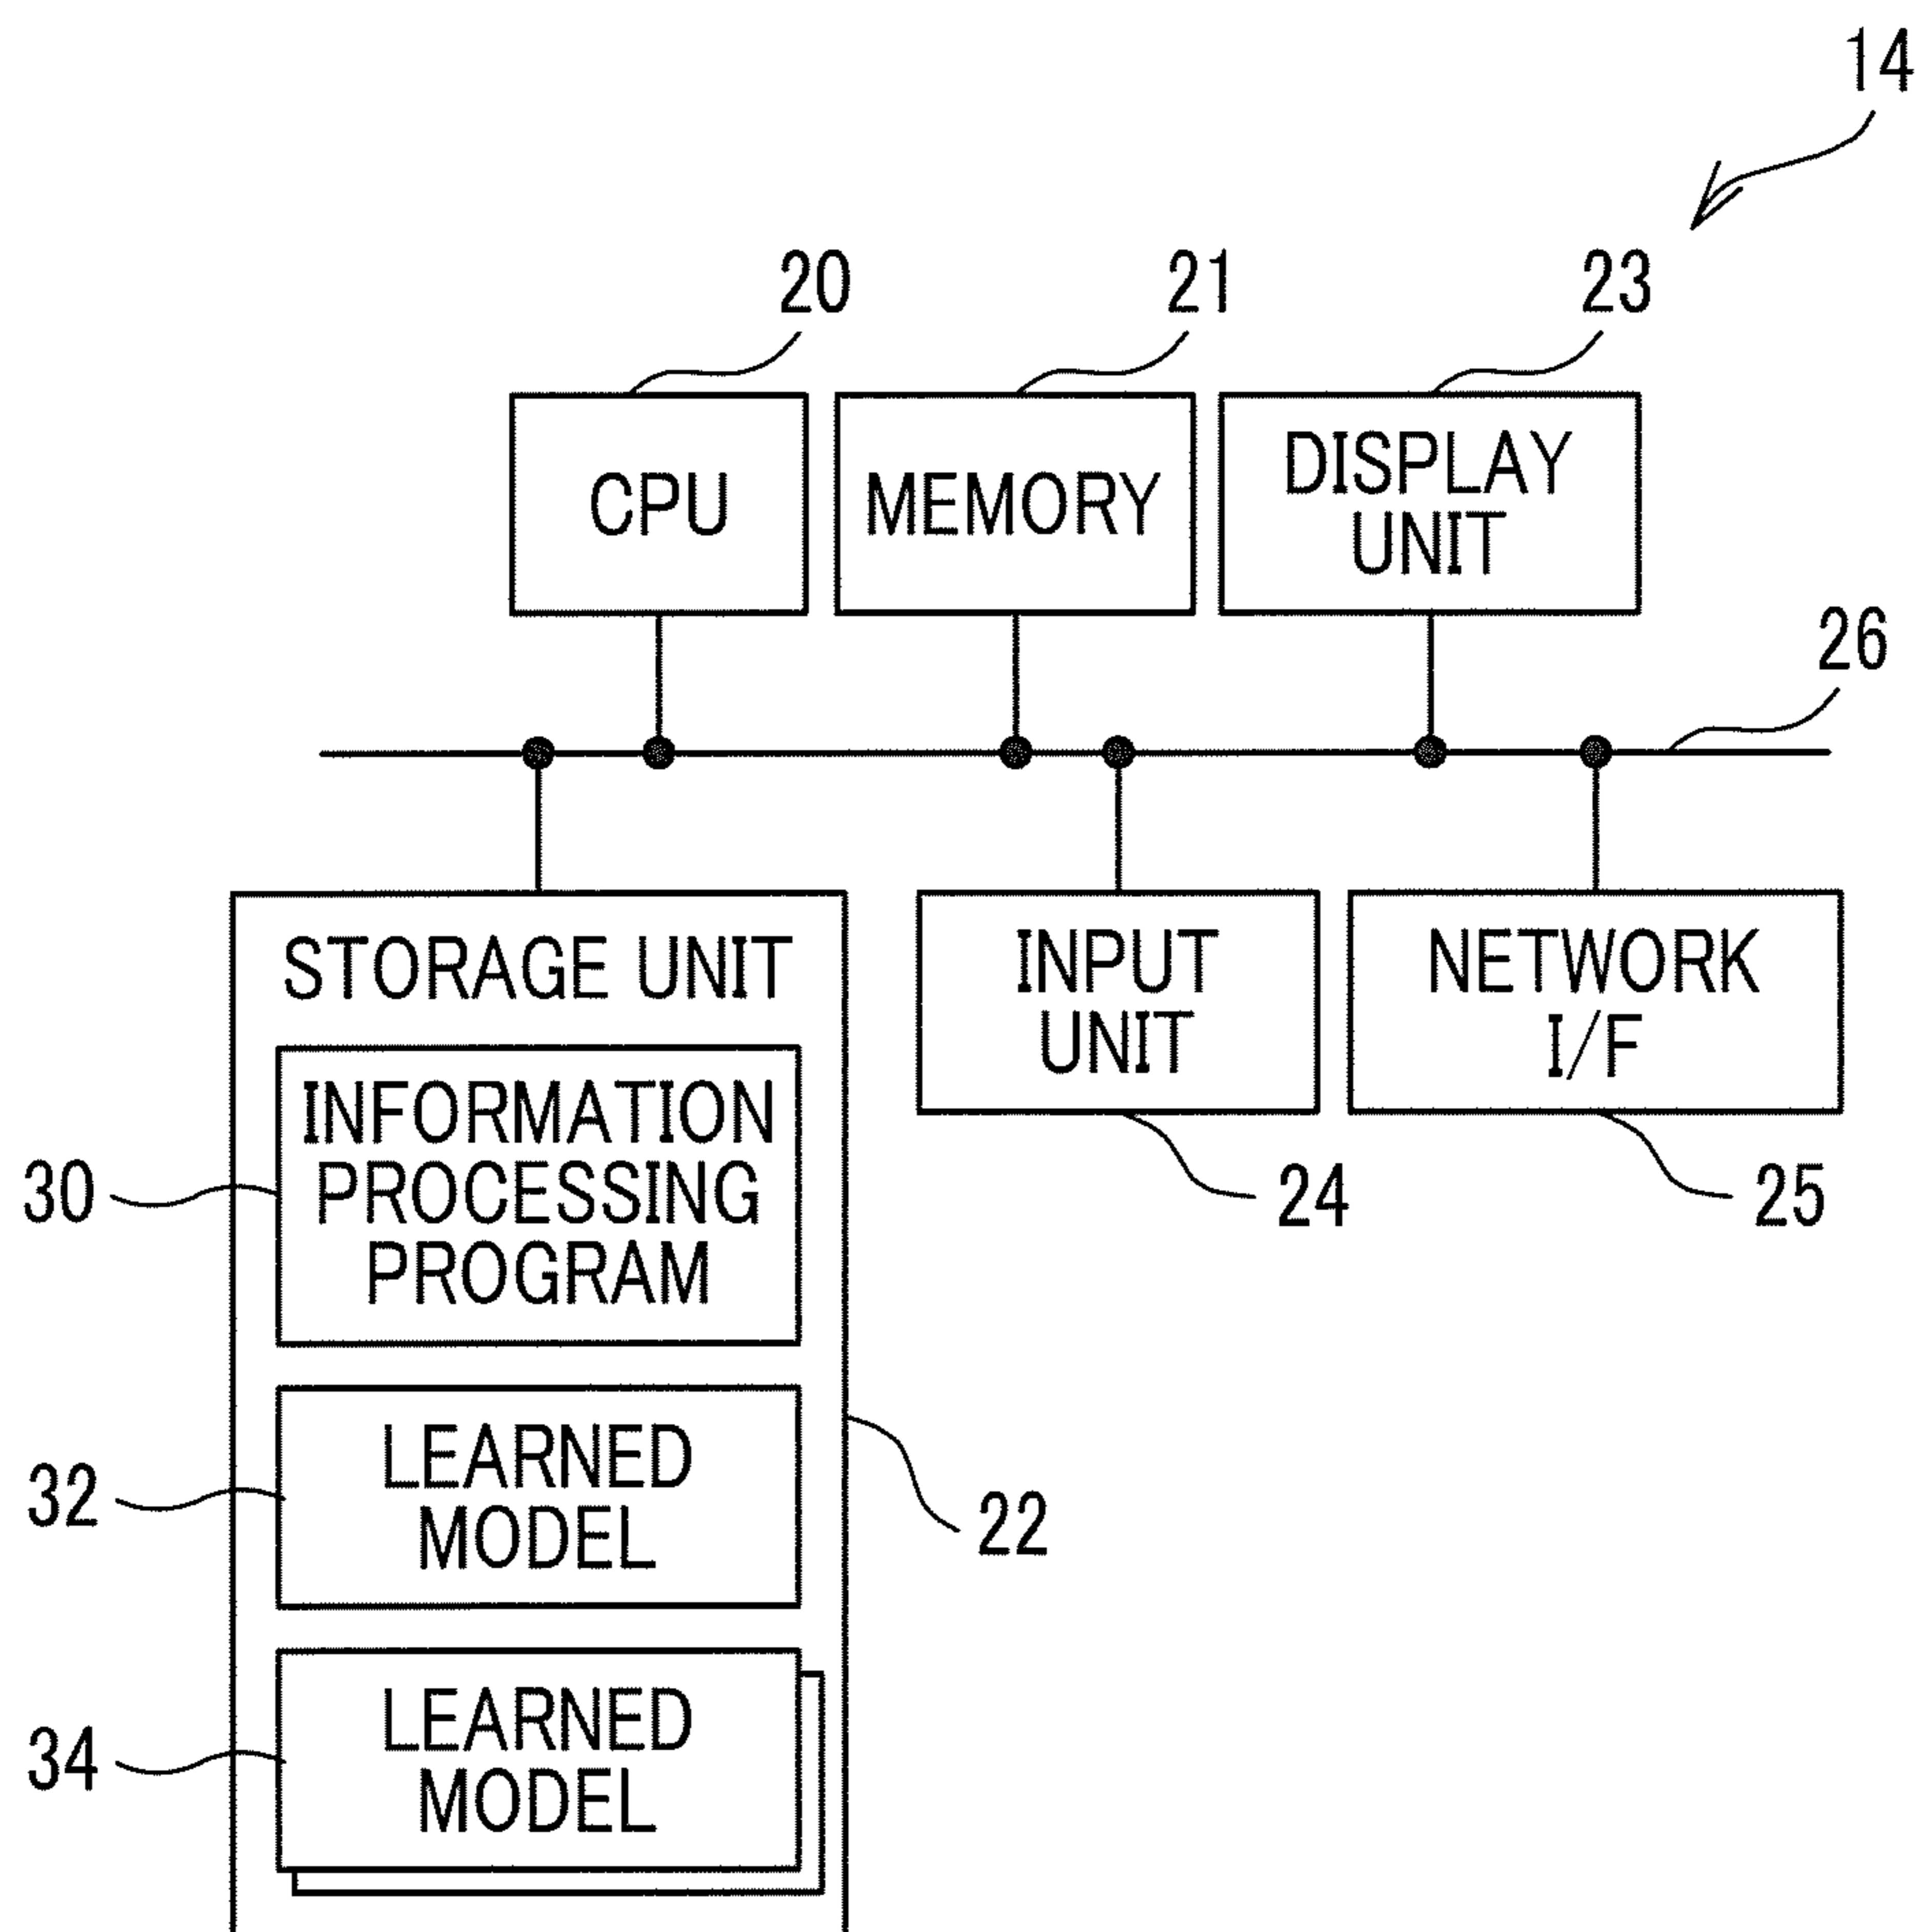 14
20
21
23
CPU
MEMORY
DISPLAY
UNIT
26
STORAGE UNIT
INPUT
UNIT
NETWORK
I/F
24
25
30
INFORMATION
PROCESSING
PROGRAM
32
LEARNED
MODEL
22
34
LEARNED
MODEL